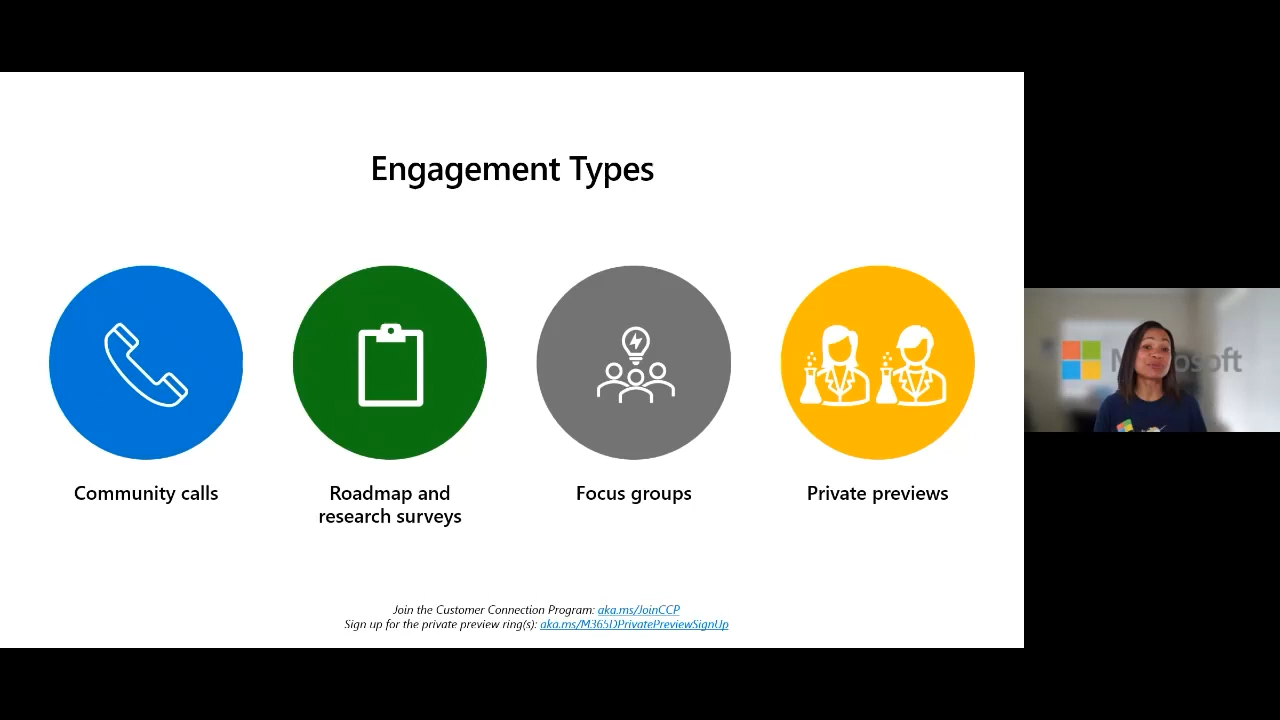 Engagement Types
Community calls
Roadmap and
research surveys
Focus groups
Private previews
Join the Customer Connection Program: aka.ms/JoinCCP
Sign up for the private preview ring(s): aka.ms/M365DPrivatePreviewSignUp